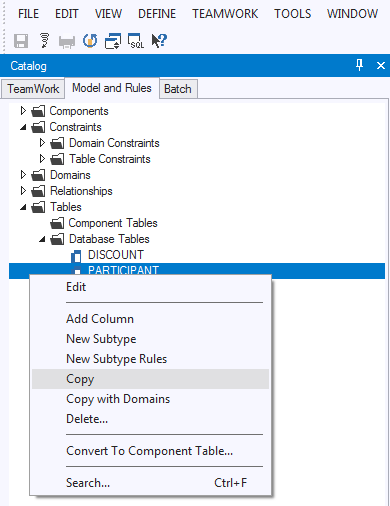 FILE EDIT VIEW DEFINE TEAMWORK TOOLS WINDOW
SQL
Catalog
TeamWork Model and Rules Batch
Components
Constraints
Domain Constraints
Table Constraints
Domains
Relationships
Tables
Component Tables
Database Tables
DISCOUNT
PARTICIPANT
Edit
Add Column
New Subtype
New Subtype Rules
Copy
Copy with Domains
Delete...
Convert To Component Table...
Search... Ctrl+F